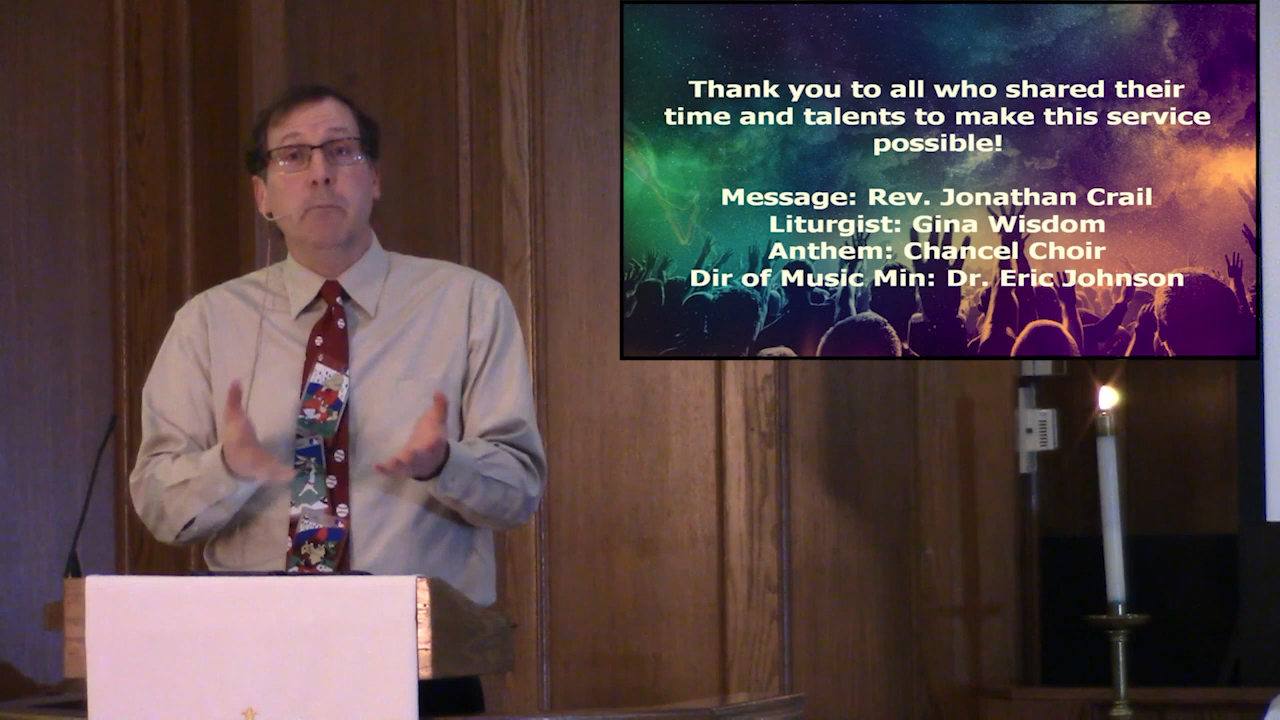 Thank you to all who shared their
time and talents to make this service
possible!
Message: Rev. Jonathan Crail
Liturgist: Gina Wisdom
Anthem: Chancel Choir
Dir of Music Min: Dr. Eric Johnson